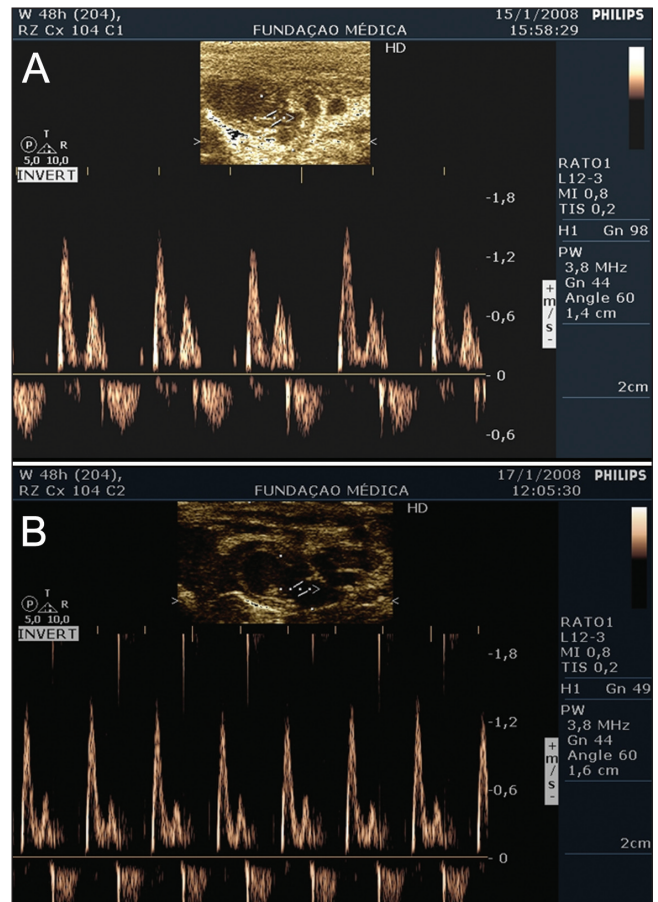 W 48h (204),
RZ Cx 104 C1
FUNDAÇAO MÉDICA
15/1/2008 PHILIPS
15:58:29
A
HD
P T R
5,0 10,0
INVERT
RATO1
L12-3
MI 0,8
TIS 0,2
H1 Gn 98
PW
3,8 MHz
Gn 44
Angle 60
1,4 cm
2cm
-1,8
-1,2
-0,6
- 0
-0,6
+
m
/
s
-
W 48h (204),
RZ Cx 104 C2
FUNDAÇAO MÉDICA
17/1/2008 PHILIPS
12:05:30
B
HD
P T R
5,0 10,0
INVERT
RATO1
L12-3
MI 0,8
TIS 0,2
H1 Gn 49
PW
3,8 MHz
Gn 44
Angle 60
1,6 cm
2cm
-1,8
-1,2
-0,6
- 0
+
m
/
s
-